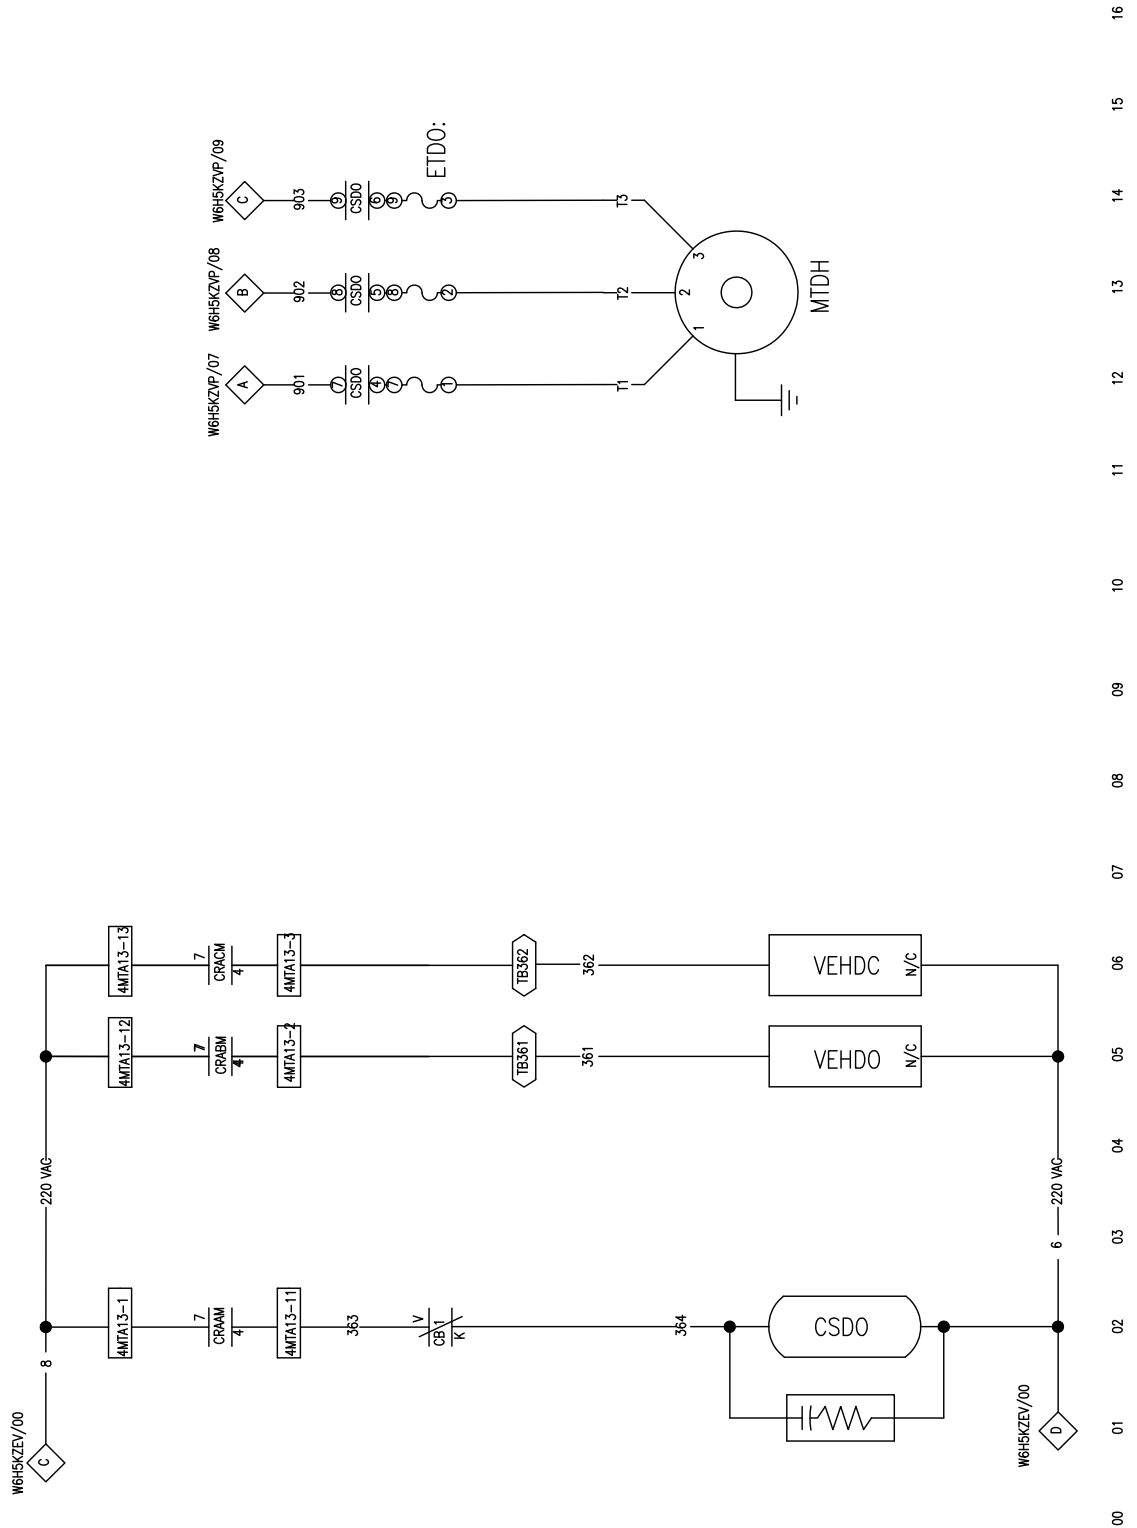 W6H5KZEV/00
C
8
220 VAC
4MTA13-1
7
CRAAM
4
4MTA13-11
363
V
CB 1
K
364
CSDO
W6H5KZEV/00
D
6
220 VAC
4MTA13-12
7
CRABM
4
4MTA13-2
TB361
361
VEHDO
N/C
4MTA13-13
7
CRACM
4
4MTA13-3
TB362
362
VEHDC
N/C
W6H5KZVP/07
A
901
7
CSDO
4
7
1
T1
1
W6H5KZVP/08
B
902
8
CSDO
5
8
2
T2
2
W6H5KZVP/09
C
903
9
CSDO
6
9
3
ETDO:
T3
3
MTDH
00
01
02
03
04
05
06
07
08
09
10
11
12
13
14
15
16